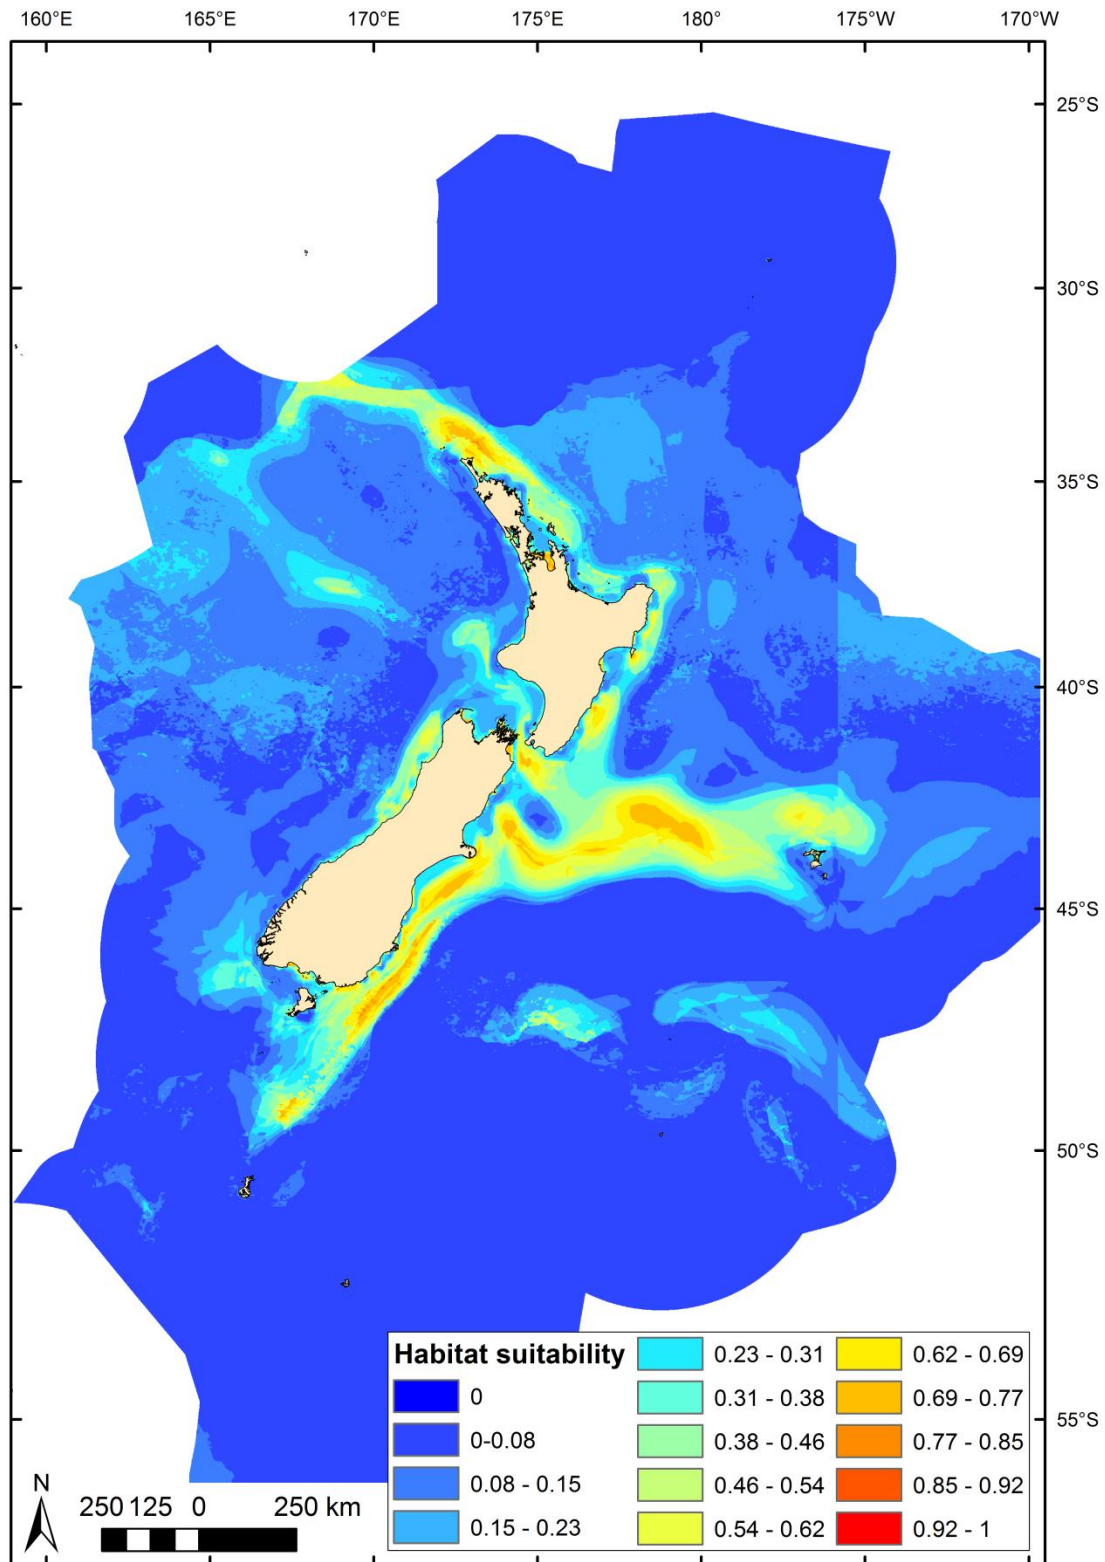 160°E 165°E 170°E 175°E 180° 175°W 170°W
25°S
30°S
35°S
40°S
45°S
50°S
55°S
Habitat suitability
0
0-0.08
0.08 - 0.15
0.15 - 0.23
0.23 - 0.31
0.31 - 0.38
0.38 - 0.46
0.46 - 0.54
0.54 - 0.62
0.62 - 0.69
0.69 - 0.77
0.77 - 0.85
0.85 - 0.92
0.92 - 1
N
250 125 0 250 km